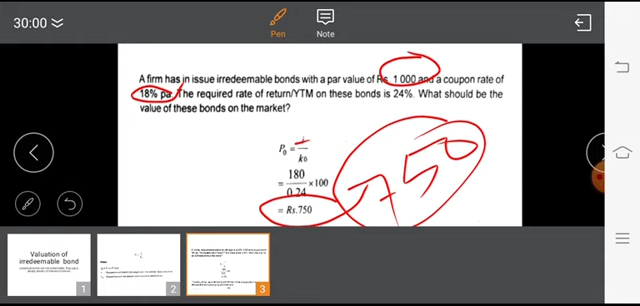 30:00
Pen
Note
A firm has in issue irredeemable bonds with a par value of Rs. 1 000 and a coupon rate of
18% pa. The required rate of return/YTM on these bonds is 24%. What should be the
value of these bonds on the market?
P0 = i
k0
= 180
0.24 ×100
= Rs.750
750
Valuation of
irredeemable bond
1
2
3